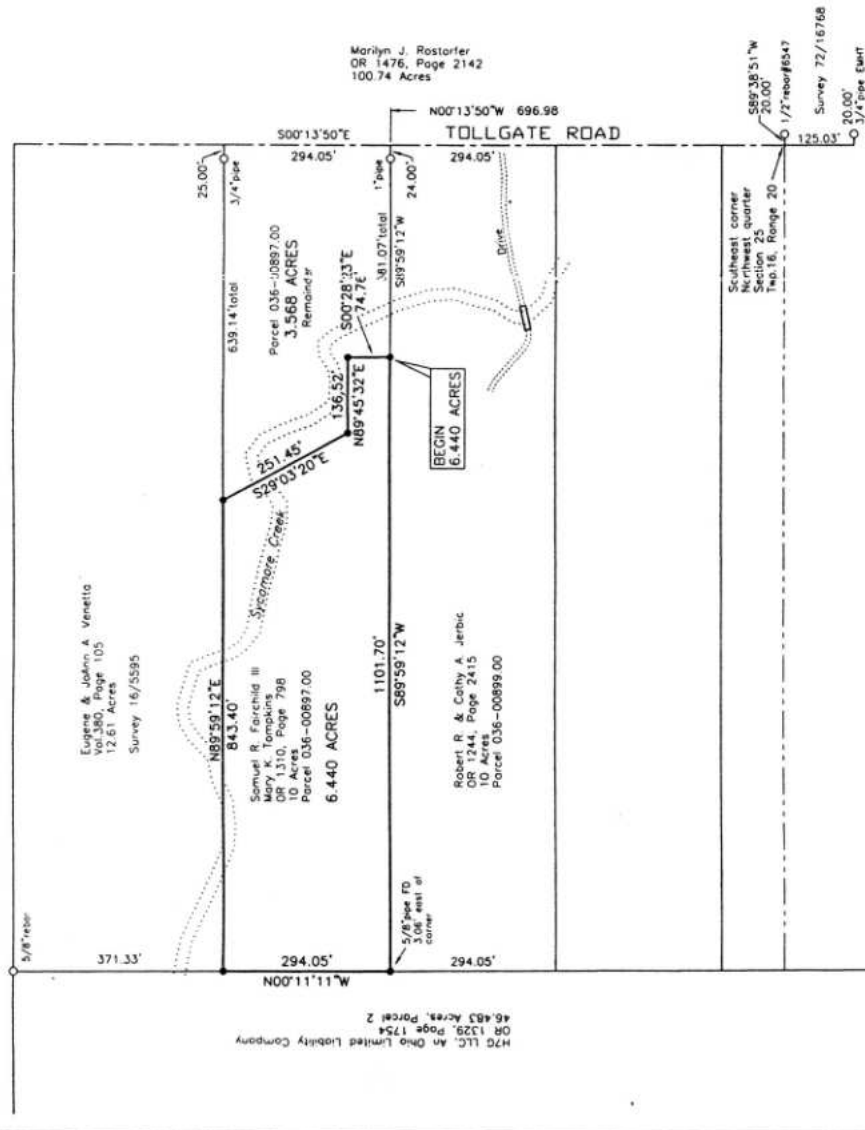 Marilyn J. Rostorfer
OR 1476, Page 2142
100.74 Acres
N00°13'50"W 696.98
S00°13'50"E
TOLLGATE ROAD
294.05'
294.05'
25.00'
3/4"pipe
1"pipe
24.00'
S89°38'51"W
20.00'
1/2"rebar#6547
Survey 72/16768
125.03'
20.00'
3/4"pipe EMHT
Southeast corner
Northwest quarter
Section 25
Twp.16, Range 20
639.14'total
Parcel 036-00897.00
3.568 ACRES
Remainder
381.07'total
S89°59'12"W
S00°28'23"E
74.76'
136.52'
N89°45'32"E
BEGIN
6.440 ACRES
Drive
251.45'
S29°03'20"E
Sycamore Creek
Eugene & JoAnn A Venetta
Vol.380, Page 105
12.61 Acres
Survey 16/5595
N89°59'12"E
843.40'
Samuel R. Fairchild III
Mary K. Tompkins
OR 1310, Page 798
10 Acres
Parcel 036-00897.00
6.440 ACRES
1101.70'
S89°59'12"W
Robert R. & Cathy A. Jerbic
OR 1244, Page 2415
10 Acres
Parcel 036-00899.00
5/8"rebar
5/8"pipe FD
3.06' east of
corner
371.33'
294.05'
294.05'
N00°11'11"W
H7G LLC, An Ohio Limited Liability Company
OR 1329, Page 1754
46.483 Acres, Parcel 2